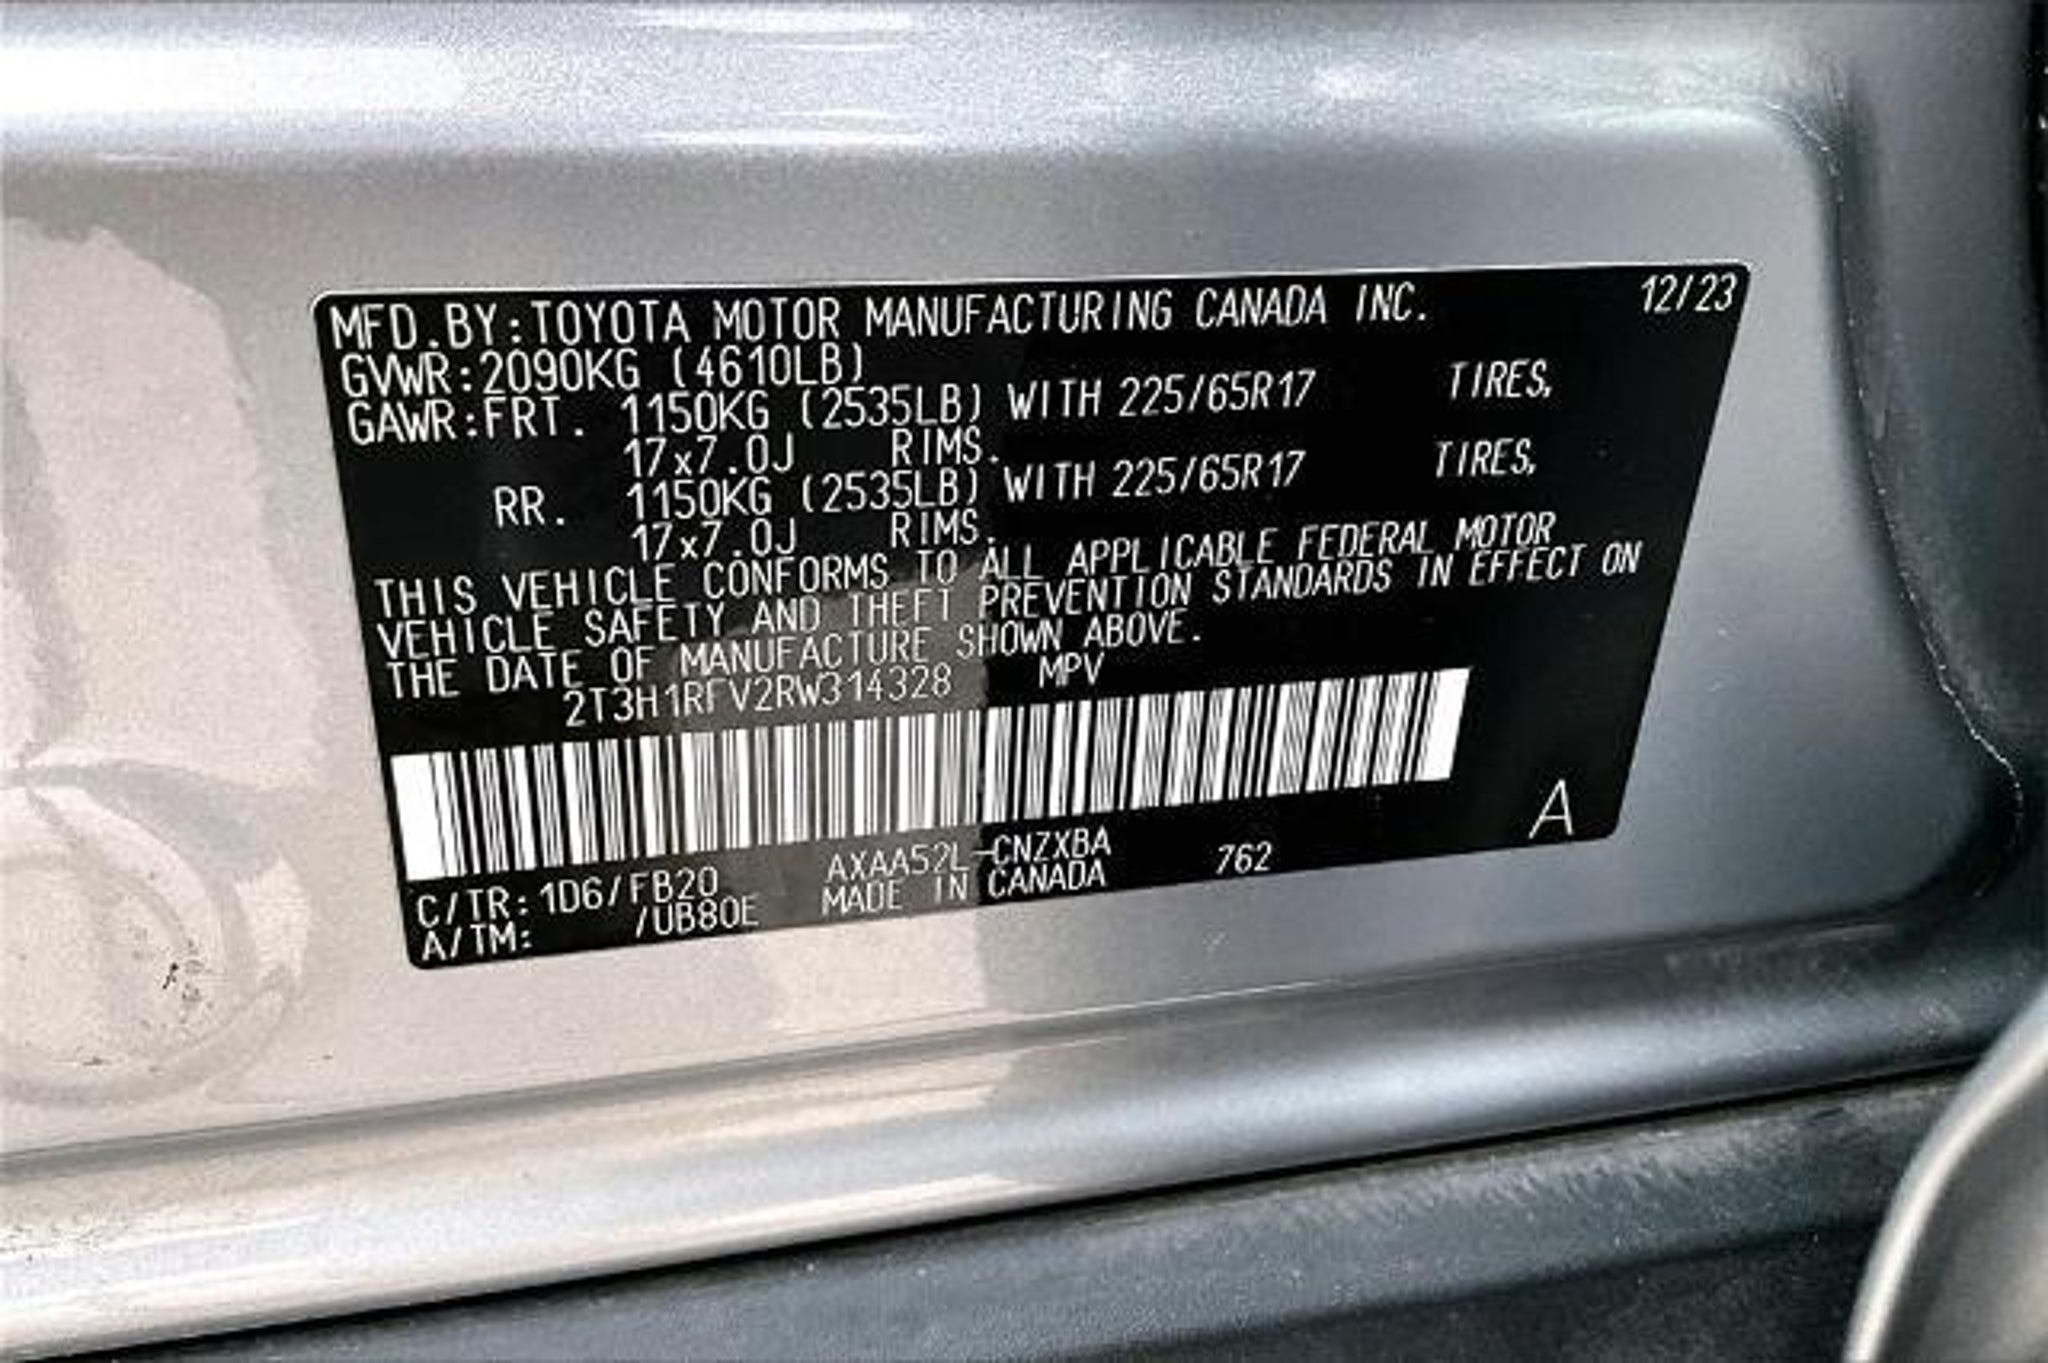 MFD.BY:TOYOTA MOTOR MANUFACTURING CANADA INC. 12/23
GVWR:2090KG (4610LB)
GAWR:FRT. 1150KG (2535LB) WITH 225/65R17 TIRES,
17x7.0J RIMS.
RR. 1150KG (2535LB) WITH 225/65R17 TIRES,
17x7.0J RIMS.
THIS VEHICLE CONFORMS TO ALL APPLICABLE FEDERAL MOTOR
VEHICLE SAFETY AND THEFT PREVENTION STANDARDS IN EFFECT ON
THE DATE OF MANUFACTURE SHOWN ABOVE.
2T3H1RFV2RW314328 MPV
A
C/TR:1D6/FB20 AXAA52L-CNZXBA 762
A/TM: /UB80E MADE IN CANADA